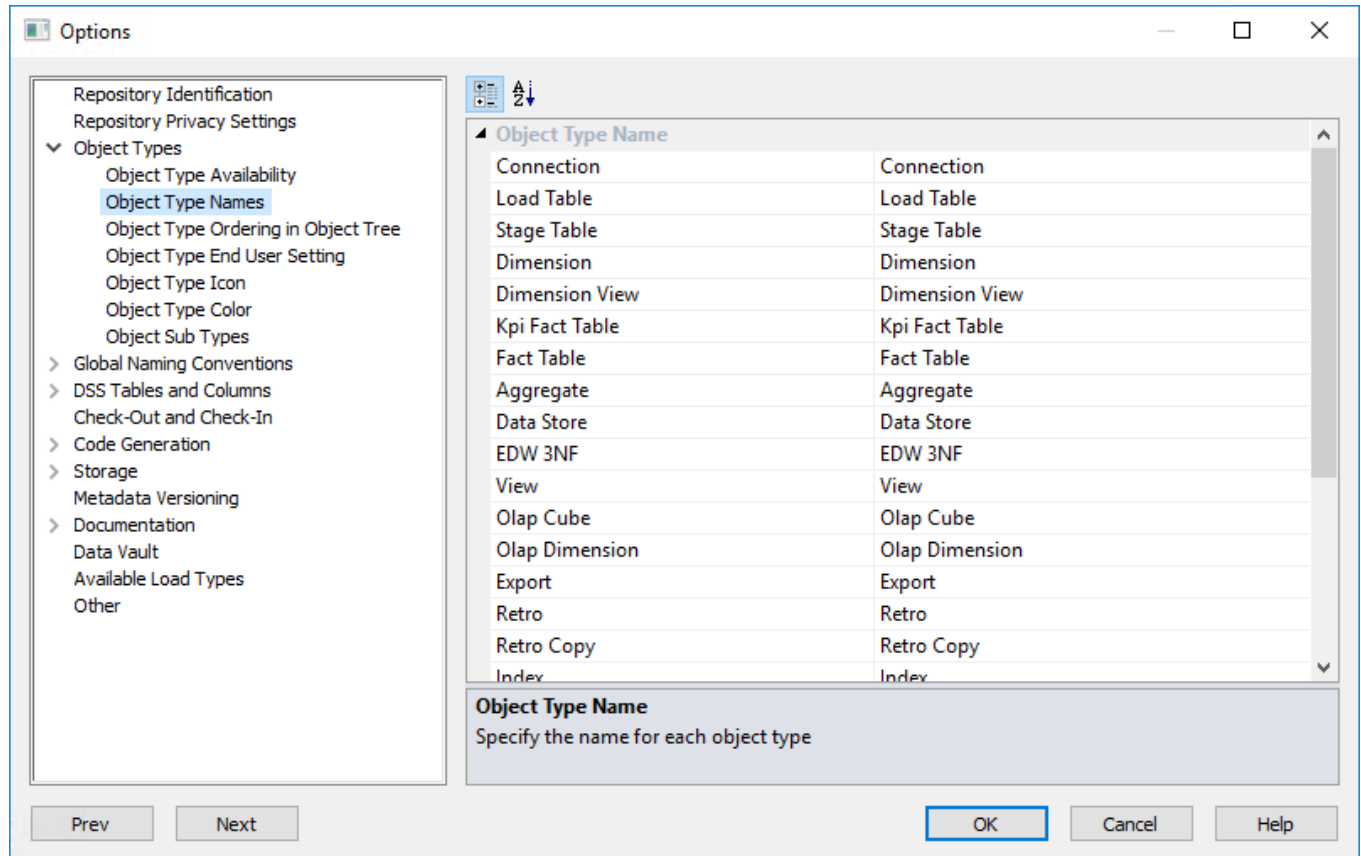 Options
Repository Identification
Repository Privacy Settings
Object Types
Object Type Availability
Object Type Names
Object Type Ordering in Object Tree
Object Type End User Setting
Object Type Icon
Object Type Color
Object Sub Types
Global Naming Conventions
DSS Tables and Columns
Check-Out and Check-In
Code Generation
Storage
Metadata Versioning
Documentation
Data Vault
Available Load Types
Other
Object Type Name
Connection Connection
Load Table Load Table
Stage Table Stage Table
Dimension Dimension
Dimension View Dimension View
Kpi Fact Table Kpi Fact Table
Fact Table Fact Table
Aggregate Aggregate
Data Store Data Store
EDW 3NF EDW 3NF
View View
Olap Cube Olap Cube
Olap Dimension Olap Dimension
Export Export
Retro Retro
Retro Copy Retro Copy
Index Index
Object Type Name
Specify the name for each object type
Prev Next OK Cancel Help